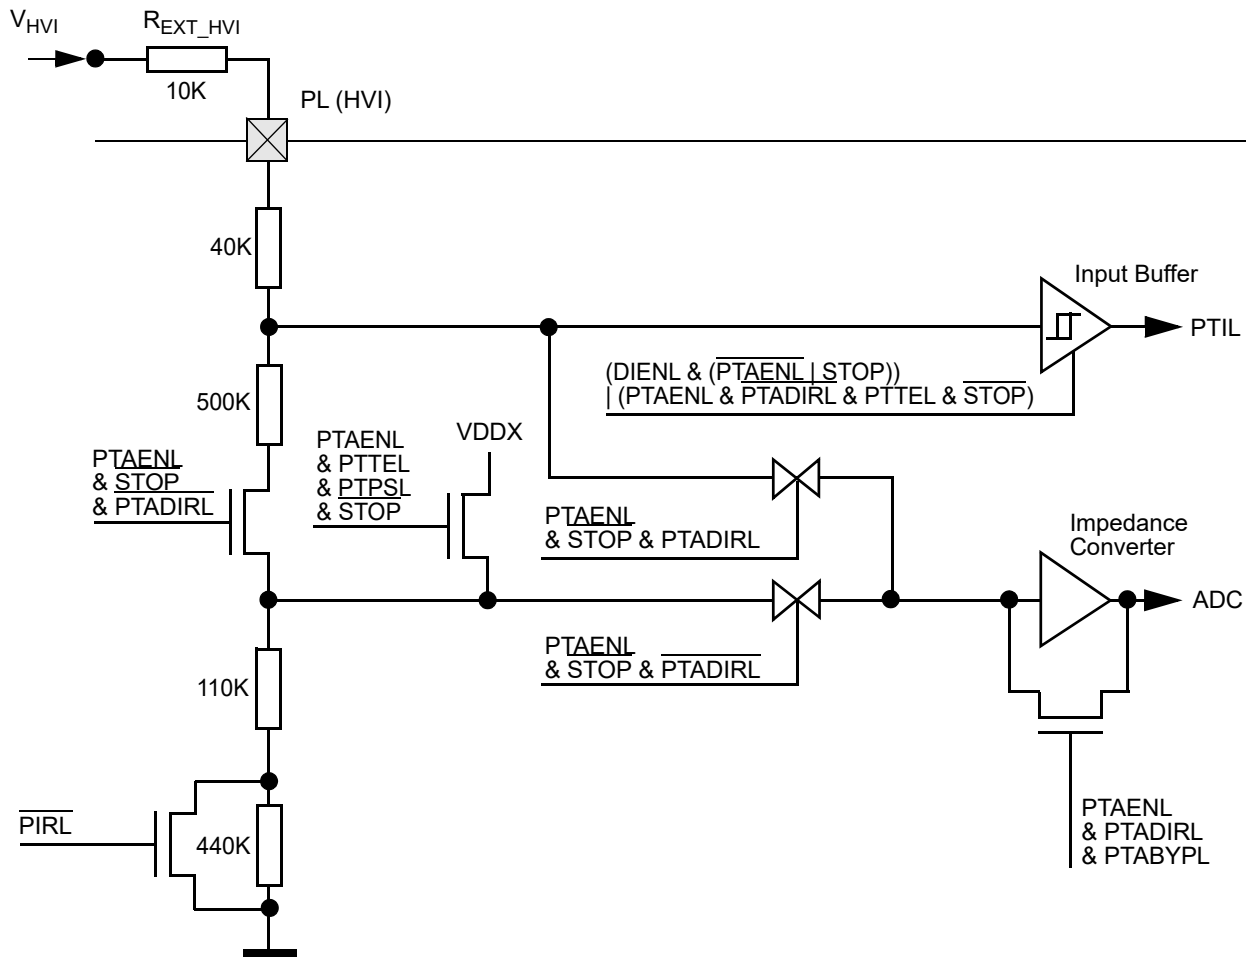 VHVI
REXT_HVI
10K
PL (HVI)
40K
Input Buffer
PTIL
(DIENL & (PTAENL | STOP))
| (PTAENL & PTADIRL & PTTEL & STOP)
500K
VDDX
PTAENL
& STOP
& PTADIRL
PTAENL
& PTTEL
& PTPSL
& STOP
PTAENL
& STOP & PTADIRL
Impedance
Converter
ADC
PTAENL
& STOP & PTADIRL
110K
PIRL
440K
PTAENL
& PTADIRL
& PTABYPL